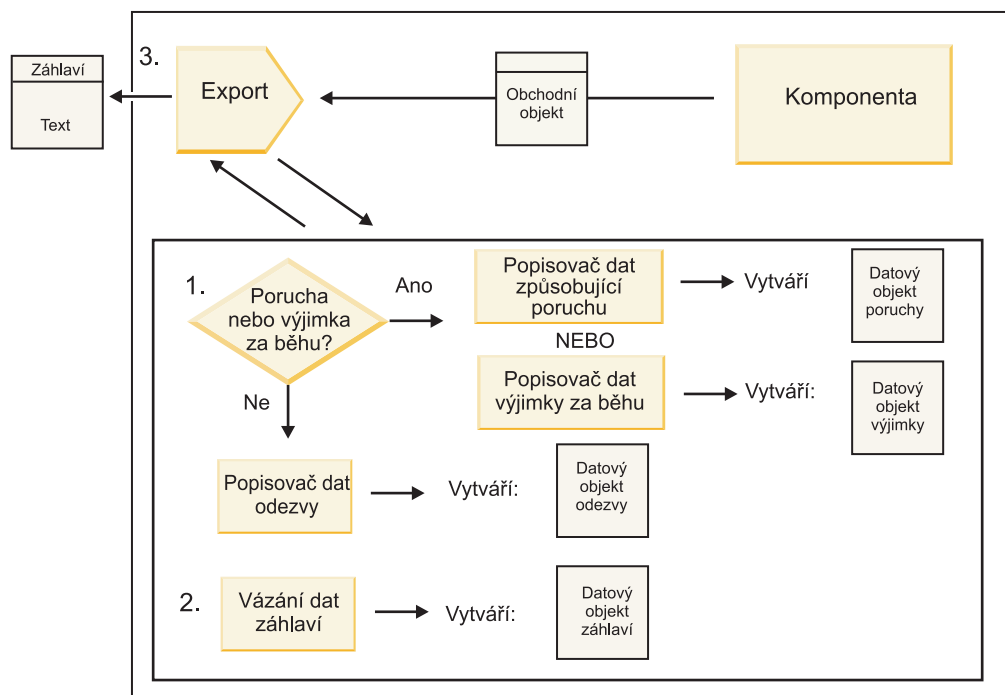 3.
Záhlaví
Text
Export
Obchodní
objekt
Komponenta
1.
Porucha
nebo výjimka
za běhu?
Ano
Popisovač dat
způsobující
poruchu
Vytváří
Datový
objekt
poruchy
NEBO
Popisovač dat
výjimky za běhu
Vytváří:
Datový
objekt
výjimky
Ne
Popisovač dat
odezvy
Vytváří:
Datový
objekt
odezvy
2.
Vázání dat
záhlaví
Vytváří:
Datový
objekt
záhlaví